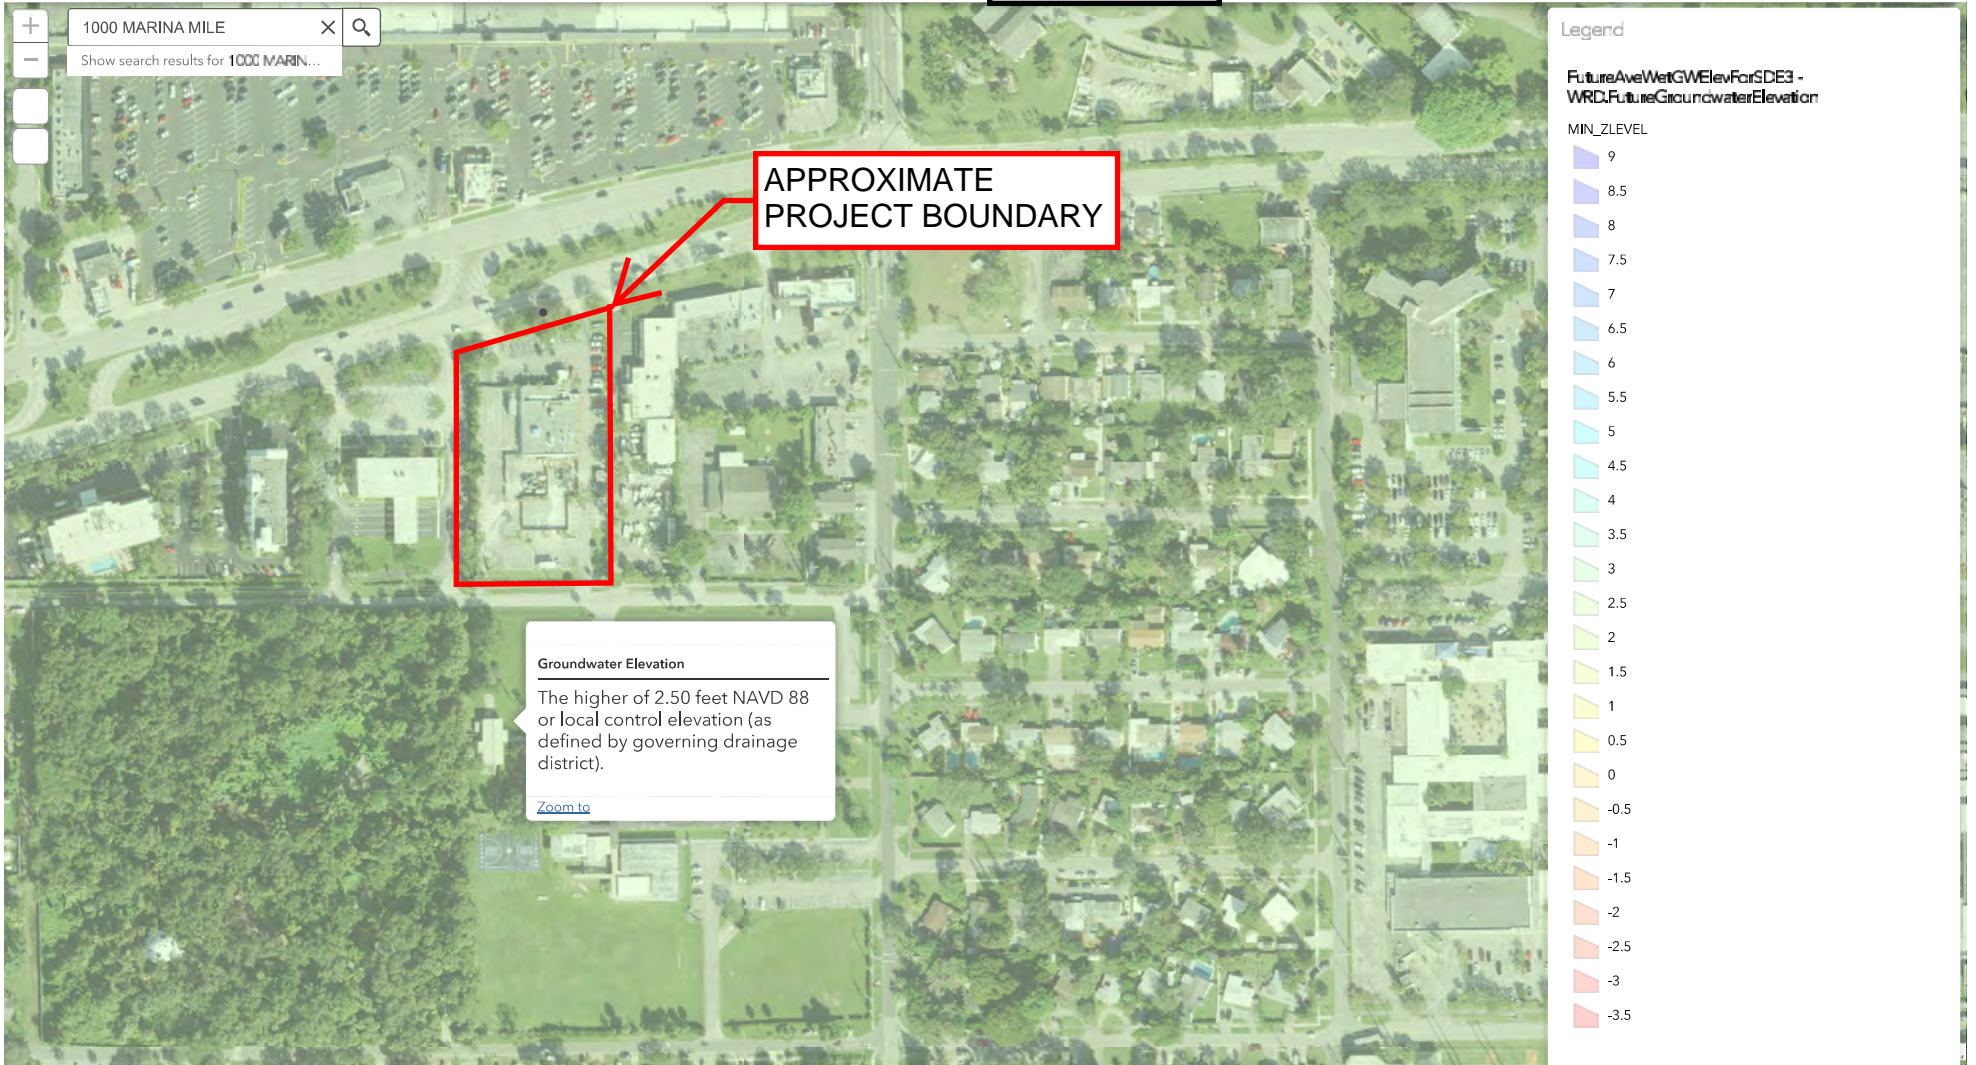 1000 MARINA MILE
Show search results for 1000 MARIN...
APPROXIMATE
PROJECT BOUNDARY
Groundwater Elevation
The higher of 2.50 feet NAVD 88
or local control elevation (as
defined by governing drainage
district).
Zoom to
Legend
FutureAveWetGWElevForSDE3 -
WRD.FutureGroundwaterElevation
MIN_ZLEVEL
9
8.5
8
7.5
7
6.5
6
5.5
5
4.5
4
3.5
3
2.5
2
1.5
1
0.5
0
-0.5
-1
-1.5
-2
-2.5
-3
-3.5